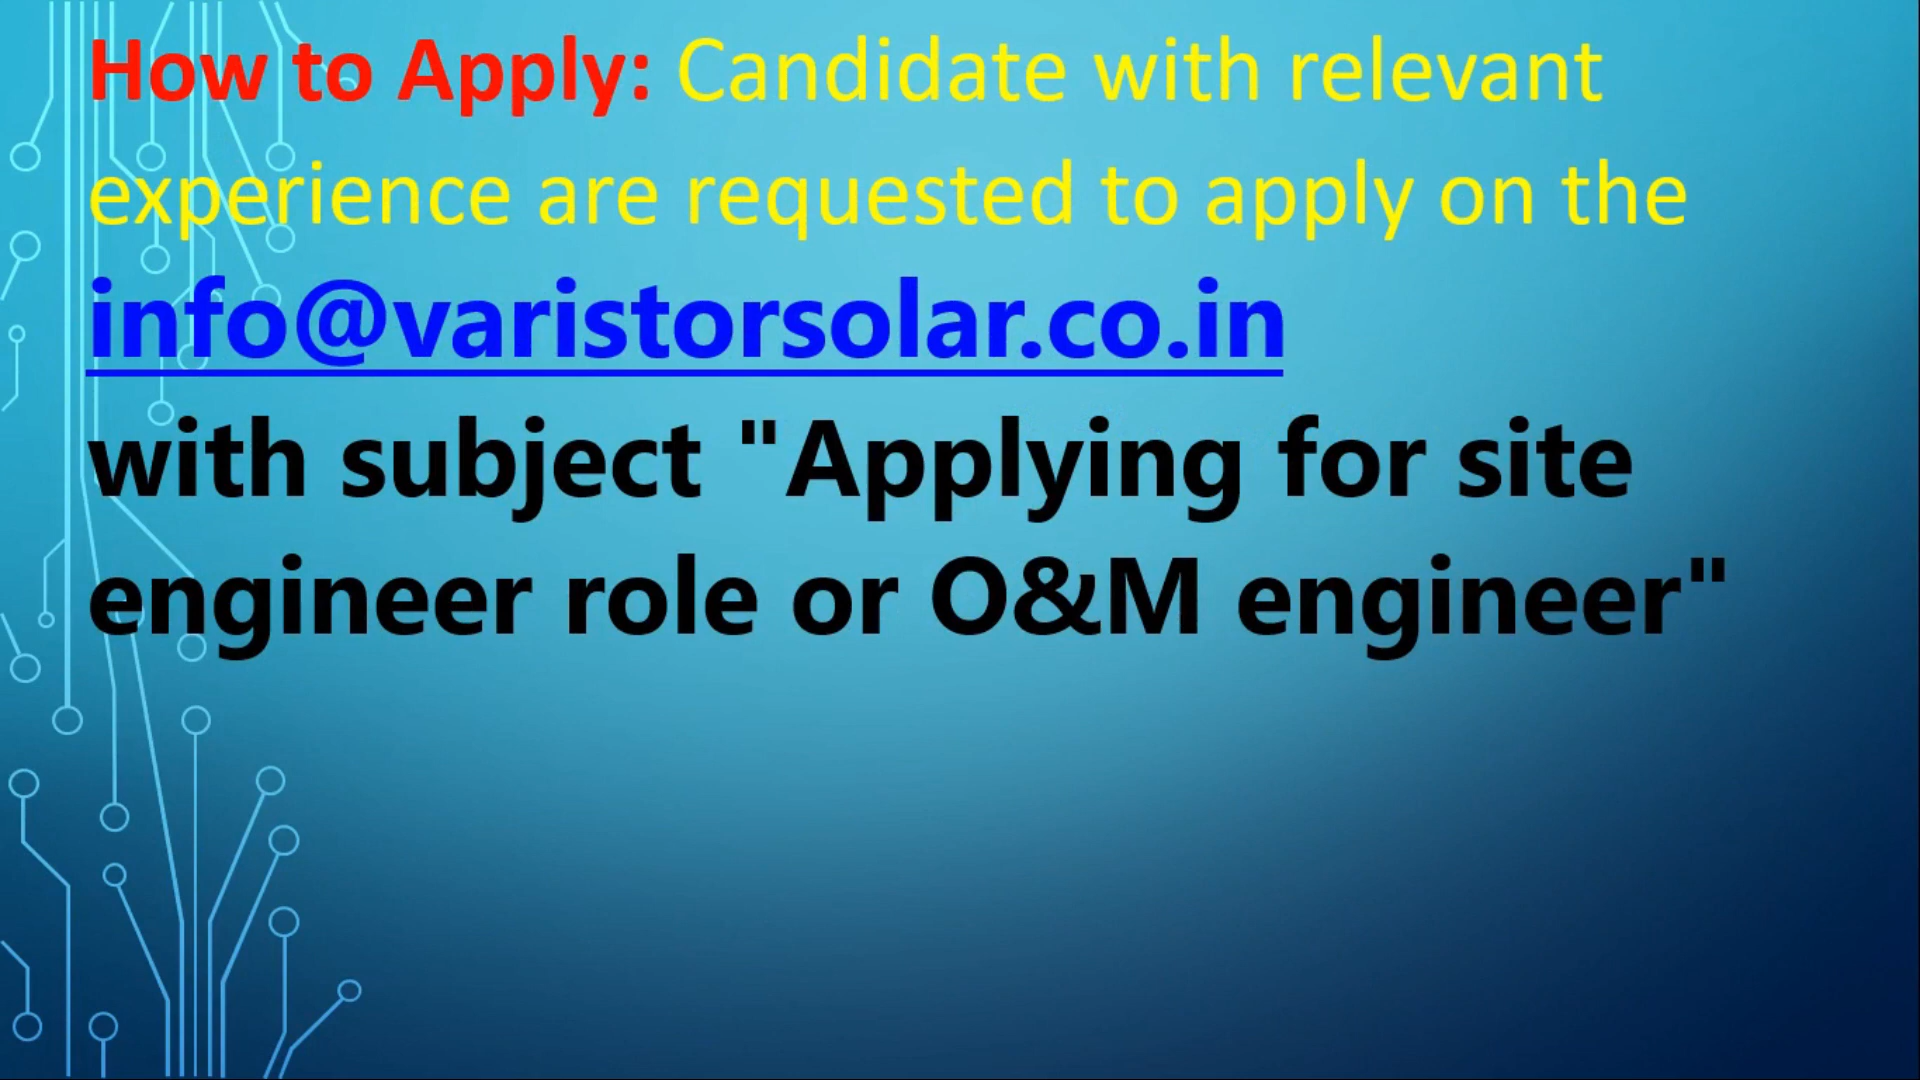 How to Apply: Candidate with relevant
experience are requested to apply on the
info@varistorsolar.co.in
with subject "Applying for site
engineer role or O&M engineer"